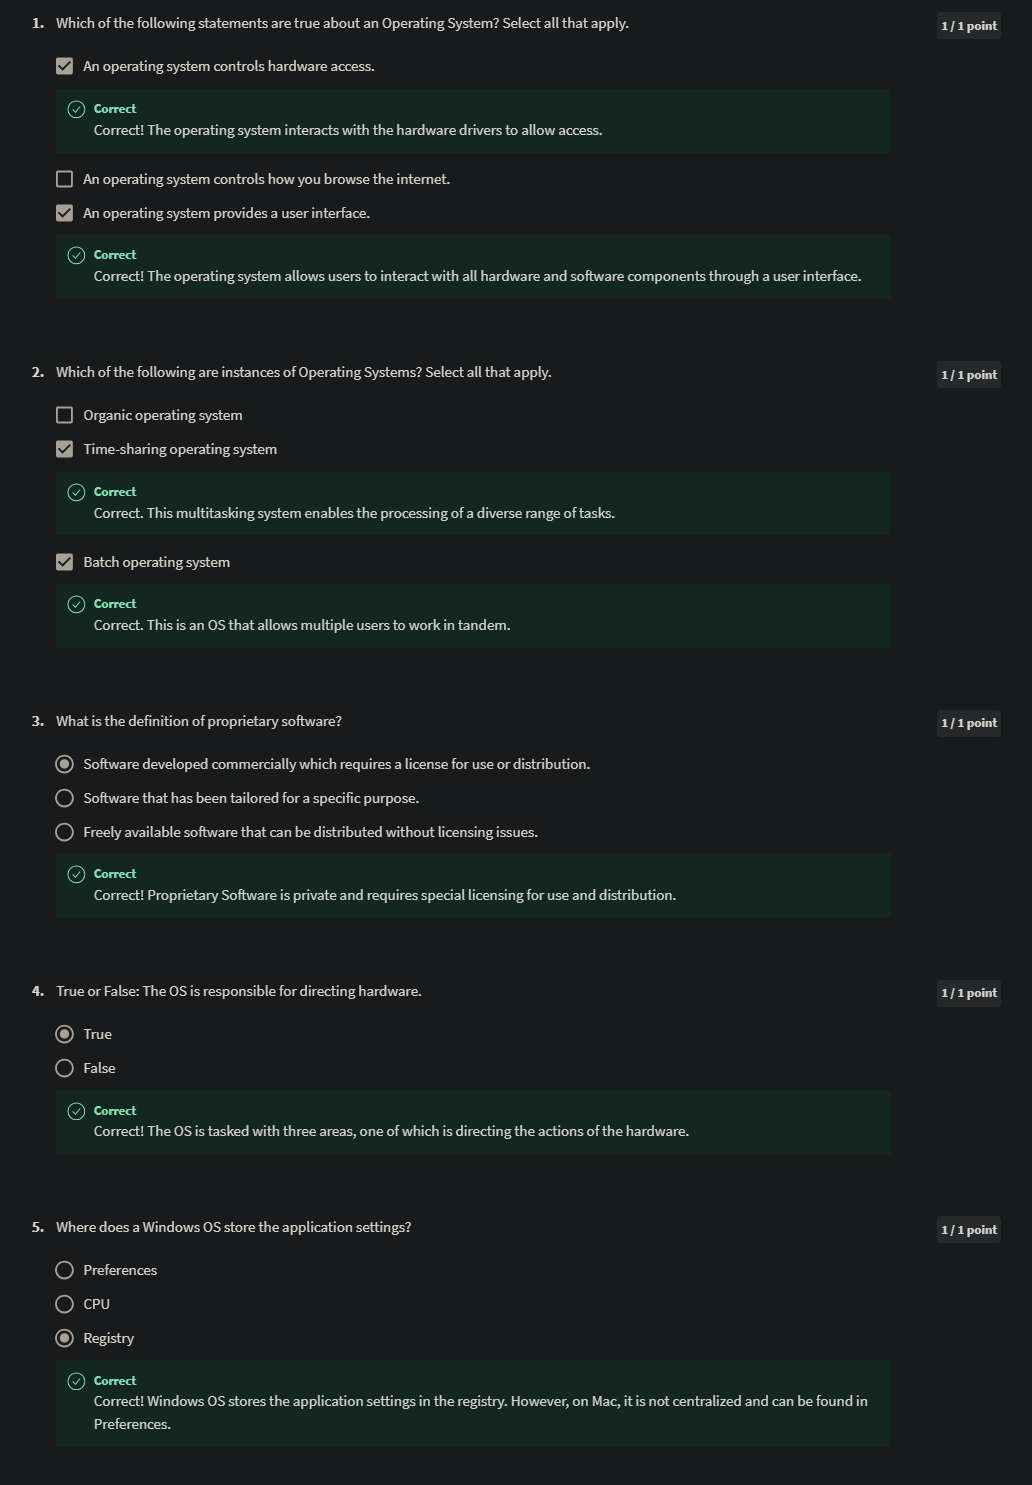 1. Which of the following statements are true about an Operating System? Select all that apply.
1 / 1 point
An operating system controls hardware access.
Correct
Correct! The operating system interacts with the hardware drivers to allow access.
An operating system controls how you browse the internet.
An operating system provides a user interface.
Correct
Correct! The operating system allows users to interact with all hardware and software components through a user interface.
2. Which of the following are instances of Operating Systems? Select all that apply.
1 / 1 point
Organic operating system
Time-sharing operating system
Correct
Correct. This multitasking system enables the processing of a diverse range of tasks.
Batch operating system
Correct
Correct. This is an OS that allows multiple users to work in tandem.
3. What is the definition of proprietary software?
1 / 1 point
Software developed commercially which requires a license for use or distribution.
Software that has been tailored for a specific purpose.
Freely available software that can be distributed without licensing issues.
Correct
Correct! Proprietary Software is private and requires special licensing for use and distribution.
4. True or False: The OS is responsible for directing hardware.
1 / 1 point
True
False
Correct
Correct! The OS is tasked with three areas, one of which is directing the actions of the hardware.
5. Where does a Windows OS store the application settings?
1 / 1 point
Preferences
CPU
Registry
Correct
Correct! Windows OS stores the application settings in the registry. However, on Mac, it is not centralized and can be found in
Preferences.